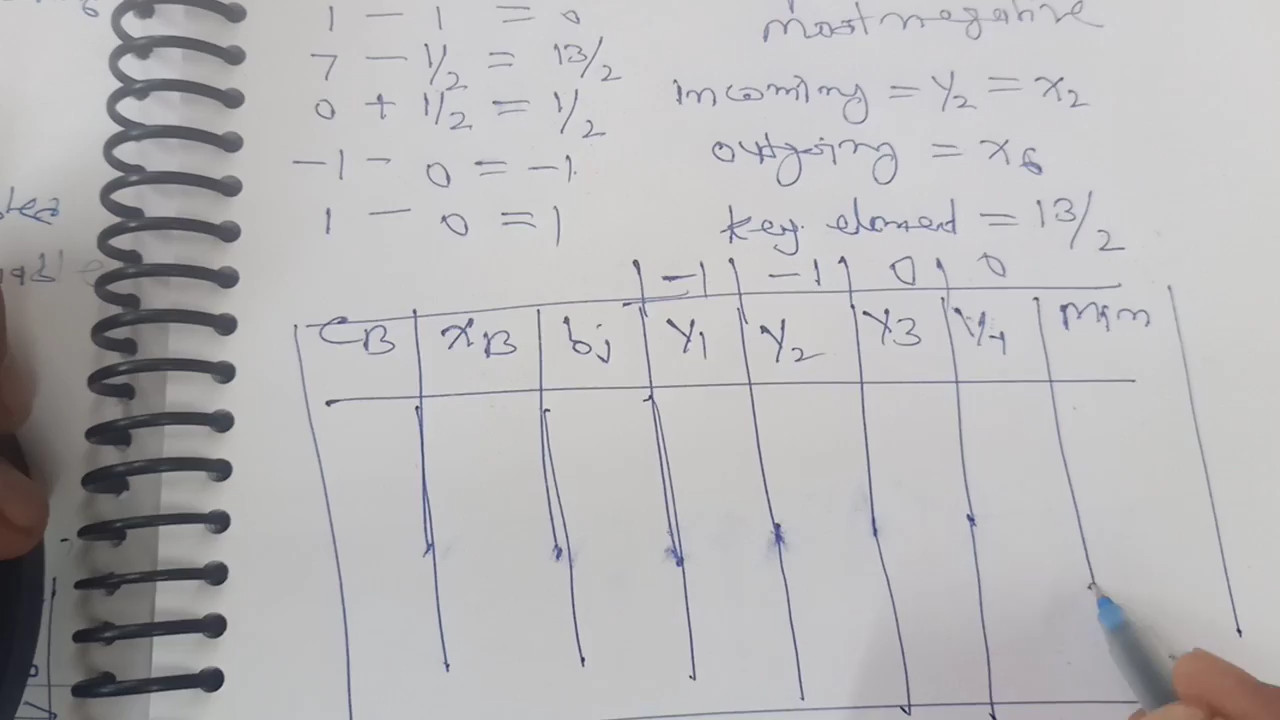 1 - 1 = 0
7 - 1/2 = 13/2
0 + 1/2 = 1/2
-1 - 0 = -1
1 - 0 = 1
most negative
Incoming = y2 = x2
outgoing = x6
key element = 13/2
-1 -1 0 0
CB xB bj y1 y2 y3 y4 Min